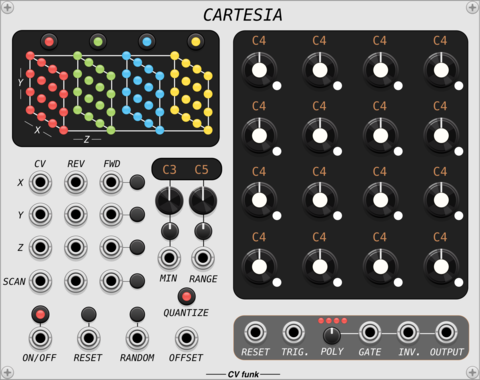 CARTESIA
C4 C4 C4 C4
C4 C4 C4 C4
C4 C4 C4 C4
C4 C4 C4 C4
Y
X
Z
CV REV FWD
X
Y
Z
SCAN
C3 C5
MIN RANGE
QUANTIZE
ON/OFF RESET RANDOM OFFSET
RESET TRIG. POLY GATE INV. OUTPUT
CV funk